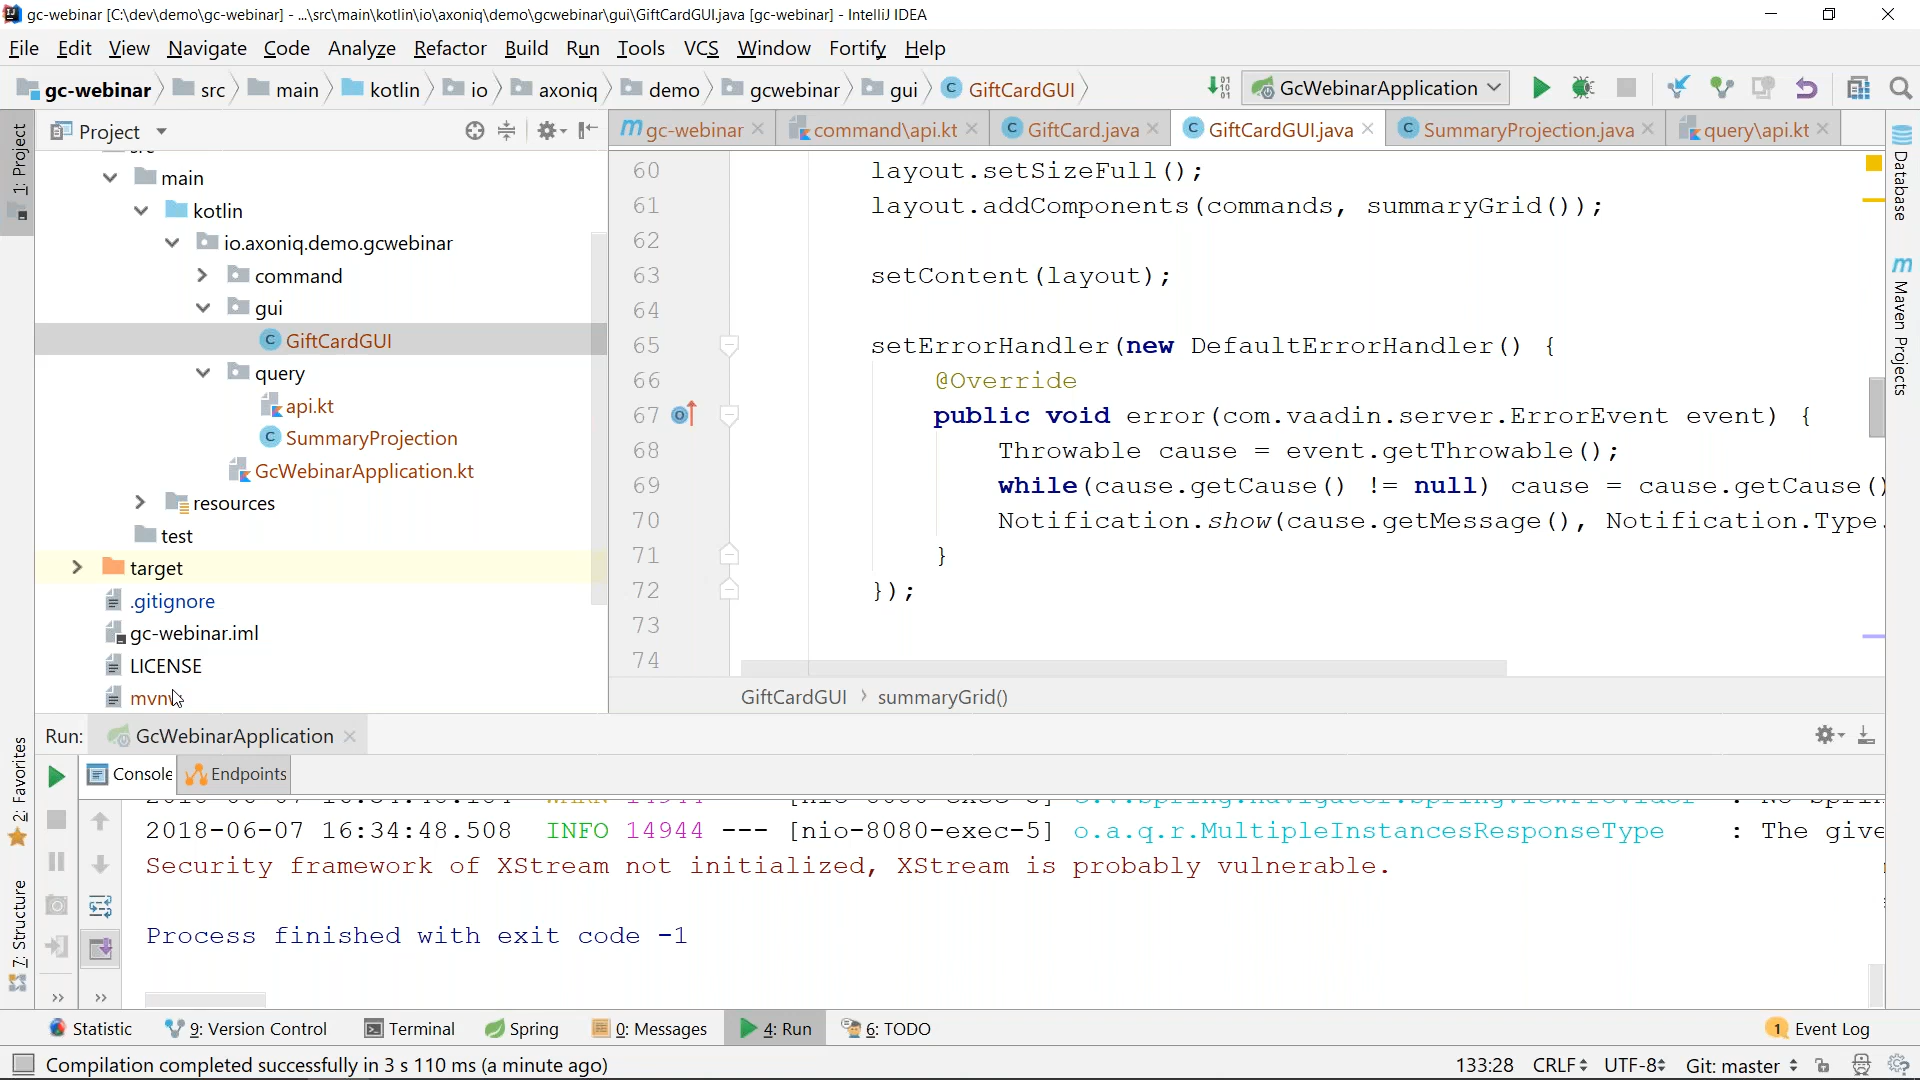 gc-webinar [C:\dev\demo\gc-webinar] - ...\src\main\kotlin\io\axoniq\demo\gcwebinar\gui\GiftCardGUI.java [gc-webinar] - IntelliJ IDEA
File Edit View Navigate Code Analyze Refactor Build Run Tools VCS Window Fortify Help
gc-webinar src main kotlin io axoniq demo gcwebinar gui GiftCardGUI GcWebinarApplication
1: Project
Project
gc-webinar command\api.kt GiftCard.java GiftCardGUI.java SummaryProjection.java query\api.kt
main
kotlin
io.axoniq.demo.gcwebinar
command
gui
GiftCardGUI
query
api.kt
SummaryProjection
GcWebinarApplication.kt
resources
test
target
.gitignore
gc-webinar.iml
LICENSE
60 layout.setSizeFull();
61 layout.addComponents(commands, summaryGrid());
62
63 setContent(layout);
64
65 setErrorHandler(new DefaultErrorHandler() {
66 @Override
67 public void error(com.vaadin.server.ErrorEvent event) {
68 Throwable cause = event.getThrowable();
69 while(cause.getCause() != null) cause = cause.getCause()
70 Notification.show(cause.getMessage(), Notification.Type.
71 }
72 });
73
74
GiftCardGUI summaryGrid()
Database
Maven Projects
Run: GcWebinarApplication
Console Endpoints
2018-06-07 16:34:48.508 INFO 14944 --- [nio-8080-exec-5] o.a.q.r.MultipleInstancesResponseType : The give
Security framework of XStream not initialized, XStream is probably vulnerable.
Process finished with exit code -1
2: Favorites
7: Structure
Statistic 9: Version Control Terminal Spring 0: Messages 4: Run 6: TODO 1 Event Log
Compilation completed successfully in 3 s 110 ms (a minute ago) 133:28 CRLF UTF-8 Git: master